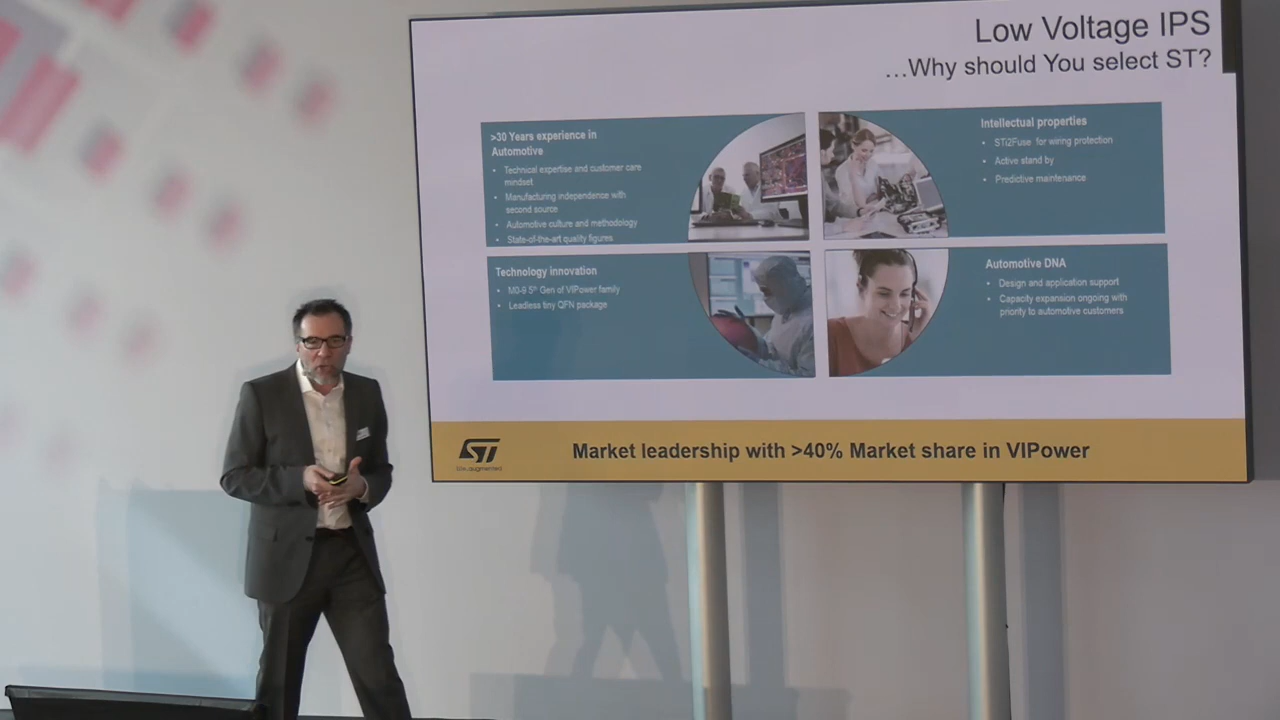 Low Voltage IPS
...Why should You select ST?
>30 Years experience in
Automotive
• Technical expertise and customer care
mindset
• Manufacturing independence with
second source
• Automotive culture and methodology
• State-of-the-art quality figures
Intellectual properties
• STi2Fuse for wiring protection
• Active stand by
• Predictive maintenance
Technology innovation
• M0-9 5th Gen of VIPower family
• Leadless tiny QFN package
Automotive DNA
• Design and application support
• Capacity expansion ongoing with
priority to automotive customers
ST
life.augmented
Market leadership with >40% Market share in VIPower